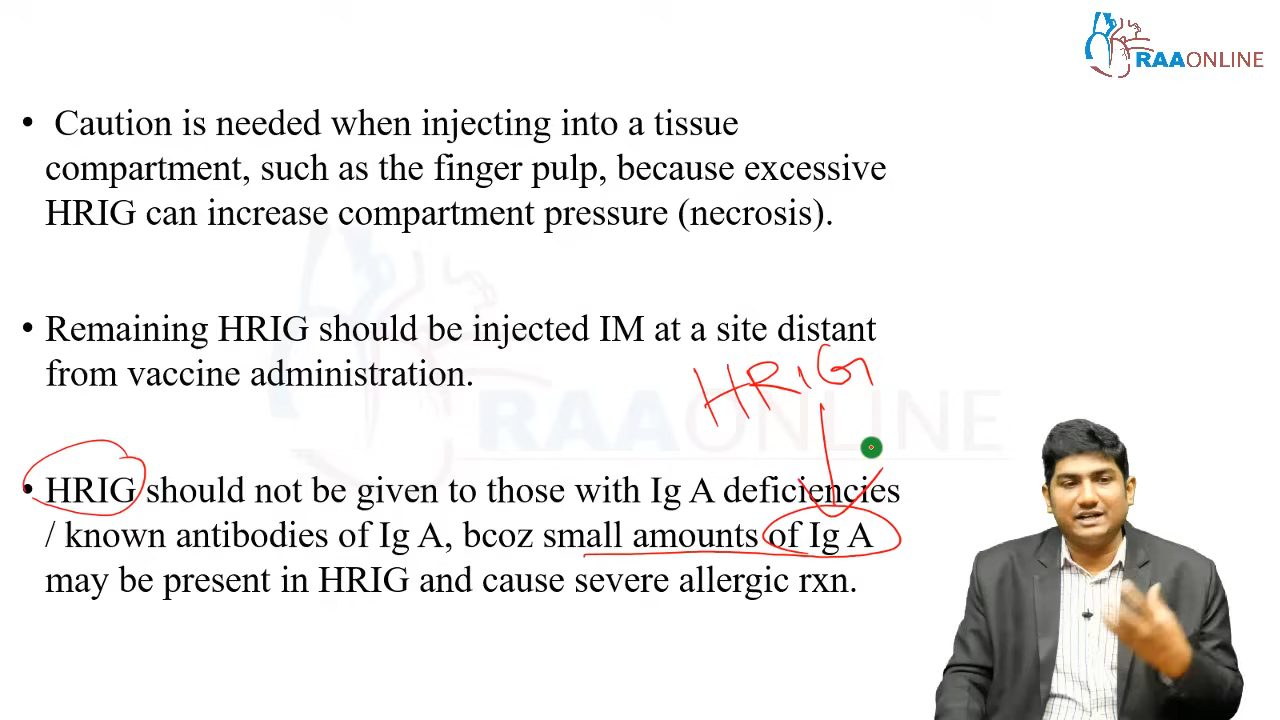 RAAONLINE
• Caution is needed when injecting into a tissue
compartment, such as the finger pulp, because excessive
HRIG can increase compartment pressure (necrosis).
• Remaining HRIG should be injected IM at a site distant
from vaccine administration.
HRIG
RAAONLINE
• HRIG should not be given to those with Ig A deficiencies
/ known antibodies of Ig A, bcoz small amounts of Ig A
may be present in HRIG and cause severe allergic rxn.